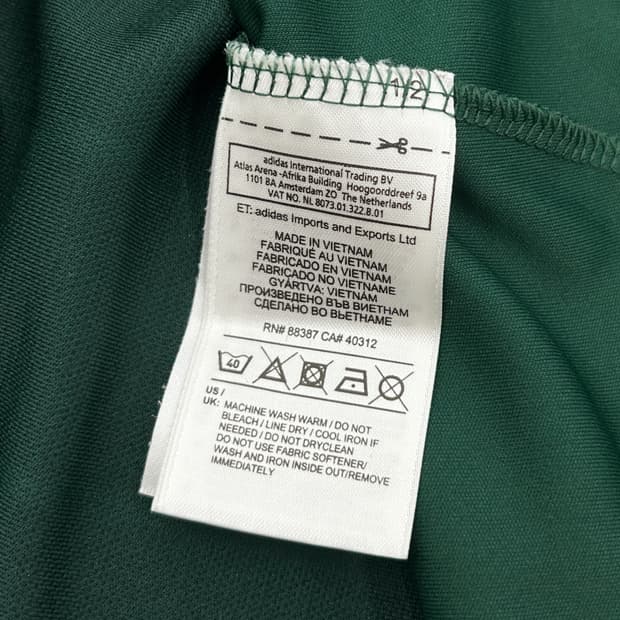 1/2
adidas International Trading BV
Atlas Arena -Afrika Building Hoogoorddreef 9a
1101 BA Amsterdam ZO The Netherlands
VAT NO. NL 8073.01.322.B.01
ET: adidas Imports and Exports Ltd
MADE IN VIETNAM
FABRIQUÉ AU VIETNAM
FABRICADO EN VIETNAM
FABRICADO NO VIETNAME
GYÁRTVA: VIETNÁM
ПРОИЗВЕДЕНО ВЪВ ВИЕТНАМ
СДЕЛАНО ВО ВЬЕТНАМЕ
RN# 88387 CA# 40312
40
US /
UK: MACHINE WASH WARM / DO NOT
BLEACH / LINE DRY / COOL IRON IF
NEEDED / DO NOT DRYCLEAN
DO NOT USE FABRIC SOFTENER/
WASH AND IRON INSIDE OUT/REMOVE
IMMEDIATELY